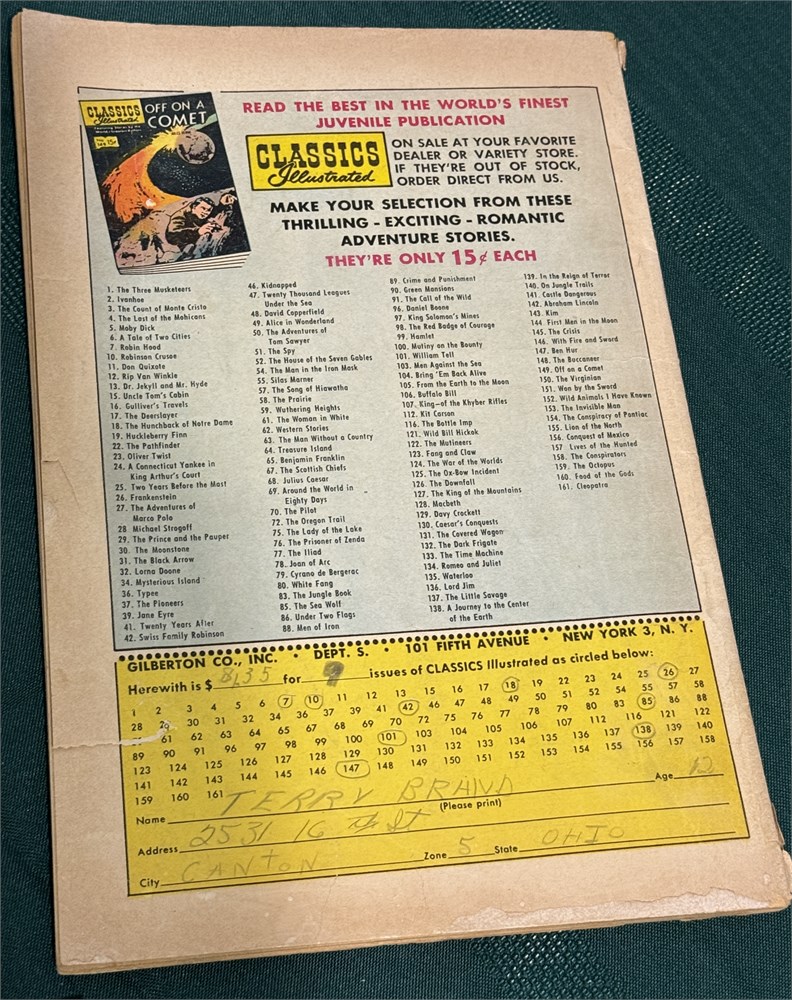 CLASSICS Illustrated
OFF ON A COMET
15¢
READ THE BEST IN THE WORLD'S FINEST
JUVENILE PUBLICATION
CLASSICS
Illustrated
ON SALE AT YOUR FAVORITE
DEALER OR VARIETY STORE.
IF THEY'RE OUT OF STOCK,
ORDER DIRECT FROM US.
MAKE YOUR SELECTION FROM THESE
THRILLING - EXCITING - ROMANTIC
ADVENTURE STORIES.
THEY'RE ONLY 15¢ EACH
1. The Three Musketeers
2. Ivanhoe
3. The Count of Monte Cristo
4. The Last of the Mohicans
5. Moby Dick
6. A Tale of Two Cities
7. Robin Hood
10. Robinson Crusoe
11. Don Quixote
12. Rip Van Winkle
13. Dr. Jekyll and Mr. Hyde
15. Uncle Tom's Cabin
16. Gulliver's Travels
17. The Deerslayer
18. The Hunchback of Notre Dame
19. Huckleberry Finn
22. The Pathfinder
23. Oliver Twist
24. A Connecticut Yankee in
King Arthur's Court
25. Two Years Before the Mast
26. Frankenstein
27. The Adventures of
Marco Polo
28 Michael Strogoff
29. The Prince and the Pauper
30. The Moonstone
31. The Black Arrow
32. Lorna Doone
34. Mysterious Island
36. Typee
37. The Pioneers
39. Jane Eyre
41. Twenty Years After
42. Swiss Family Robinson
46. Kidnapped
47. Twenty Thousand Leagues
Under the Sea
48. David Copperfield
49. Alice in Wonderland
50. The Adventures of
Tom Sawyer
51. The Spy
52. The House of the Seven Gables
54. The Man in the Iron Mask
55. Silas Marner
57. The Song of Hiawatha
58. The Prairie
59. Wuthering Heights
61. The Woman in White
62. Western Stories
63. The Man Without a Country
64. Treasure Island
65. Benjamin Franklin
67. The Scottish Chiefs
68. Julius Caesar
69. Around the World in
Eighty Days
70. The Pilot
72. The Oregon Trail
75. The Lady of the Lake
76. The Prisoner of Zenda
77. The Iliad
78. Joan of Arc
79. Cyrano de Bergerac
80. White Fang
83. The Jungle Book
85. The Sea Wolf
86. Under Two Flags
88. Men of Iron
89. Crime and Punishment
90. Green Mansions
91. The Call of the Wild
96. Daniel Boone
97. King Solomon's Mines
98. The Red Badge of Courage
99. Hamlet
100. Mutiny on the Bounty
101. William Tell
103. Men Against the Sea
104. Bring 'Em Back Alive
105. From the Earth to the Moon
106. Buffalo Bill
107. King—of the Khyber Rifles
112. Kit Carson
116. The Bottle Imp
121. Wild Bill Hickok
122. The Mutineers
123. Fang and Claw
124. The War of the Worlds
125. The Ox-Bow Incident
126. The Downfall
127. The King of the Mountains
128. Macbeth
129. Davy Crockett
130. Caesar's Conquests
131. The Covered Wagon
132. The Dark Frigate
133. The Time Machine
134. Romeo and Juliet
135. Waterloo
136. Lord Jim
137. The Little Savage
138. A Journey to the Center
of the Earth
139. In the Reign of Terror
140. On Jungle Trails
141. Castle Dangerous
142. Abraham Lincoln
143. Kim
144. First Men in the Moon
145. The Crisis
146. With Fire and Sword
147. Ben Hur
148. The Buccaneer
149. Off on a Comet
150. The Virginian
151. Won by the Sword
152. Wild Animals I Have Known
153. The Invisible Man
154. The Conspiracy of Pontiac
155. Lion of the North
156. Conquest of Mexico
157 Lives of the Hunted
158. The Conspirators
159. The Octopus
160. Food of the Gods
161. Cleopatra
GILBERTON CO., INC. • DEPT. S. • 101 FIFTH AVENUE • NEW YORK 3, N. Y.
Herewith is $ 1.35 for 9 issues of CLASSICS Illustrated as circled below:
1 2 3 4 5 6 7 10 11 12 13 15 16 17 18 19 22 23 24 25 26 27
28 29 30 31 32 34 36 37 39 41 42 46 47 48 49 50 51 52 54 55 57 58
61 62 63 64 65 67 68 69 70 72 75 76 77 78 79 80 83 85 86 88
89 90 91 96 97 98 99 100 101 103 104 105 106 107 112 116 121 122
123 124 125 126 127 128 129 130 131 132 133 134 135 136 137 138 139 140
141 142 143 144 145 146 147 148 149 150 151 152 153 154 155 156 157 158
159 160 161
Name TERRY BRAND Age 12
(Please print)
Address 2531 16 th St
City CANTON Zone 5 State OHIO